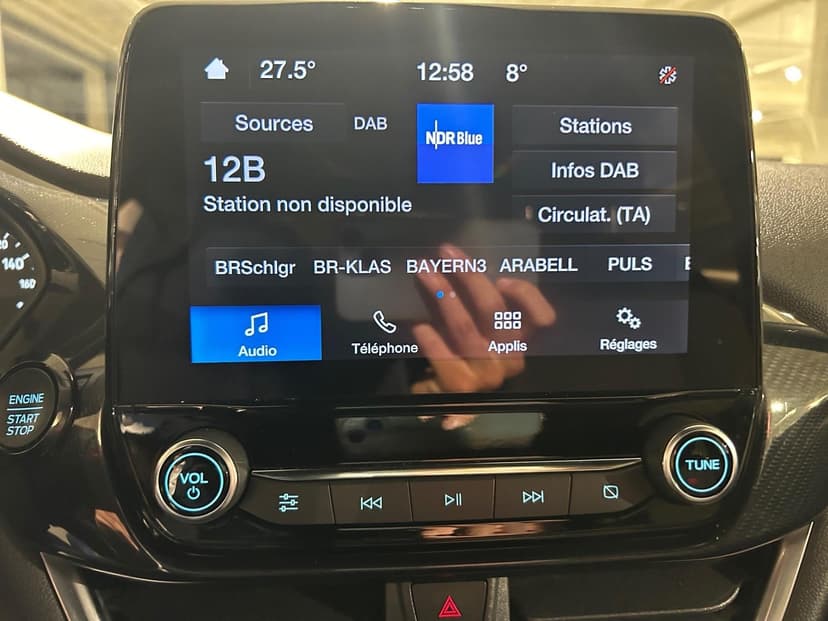 27.5° 12:58 8°
Sources DAB NDR Blue Stations
12B Infos DAB
Station non disponible Circulat. (TA)
BRSchlgr BR-KLAS BAYERN3 ARABELL PULS
Audio Téléphone Applis Réglages
140
160
ENGINE
START
STOP
VOL TUNE